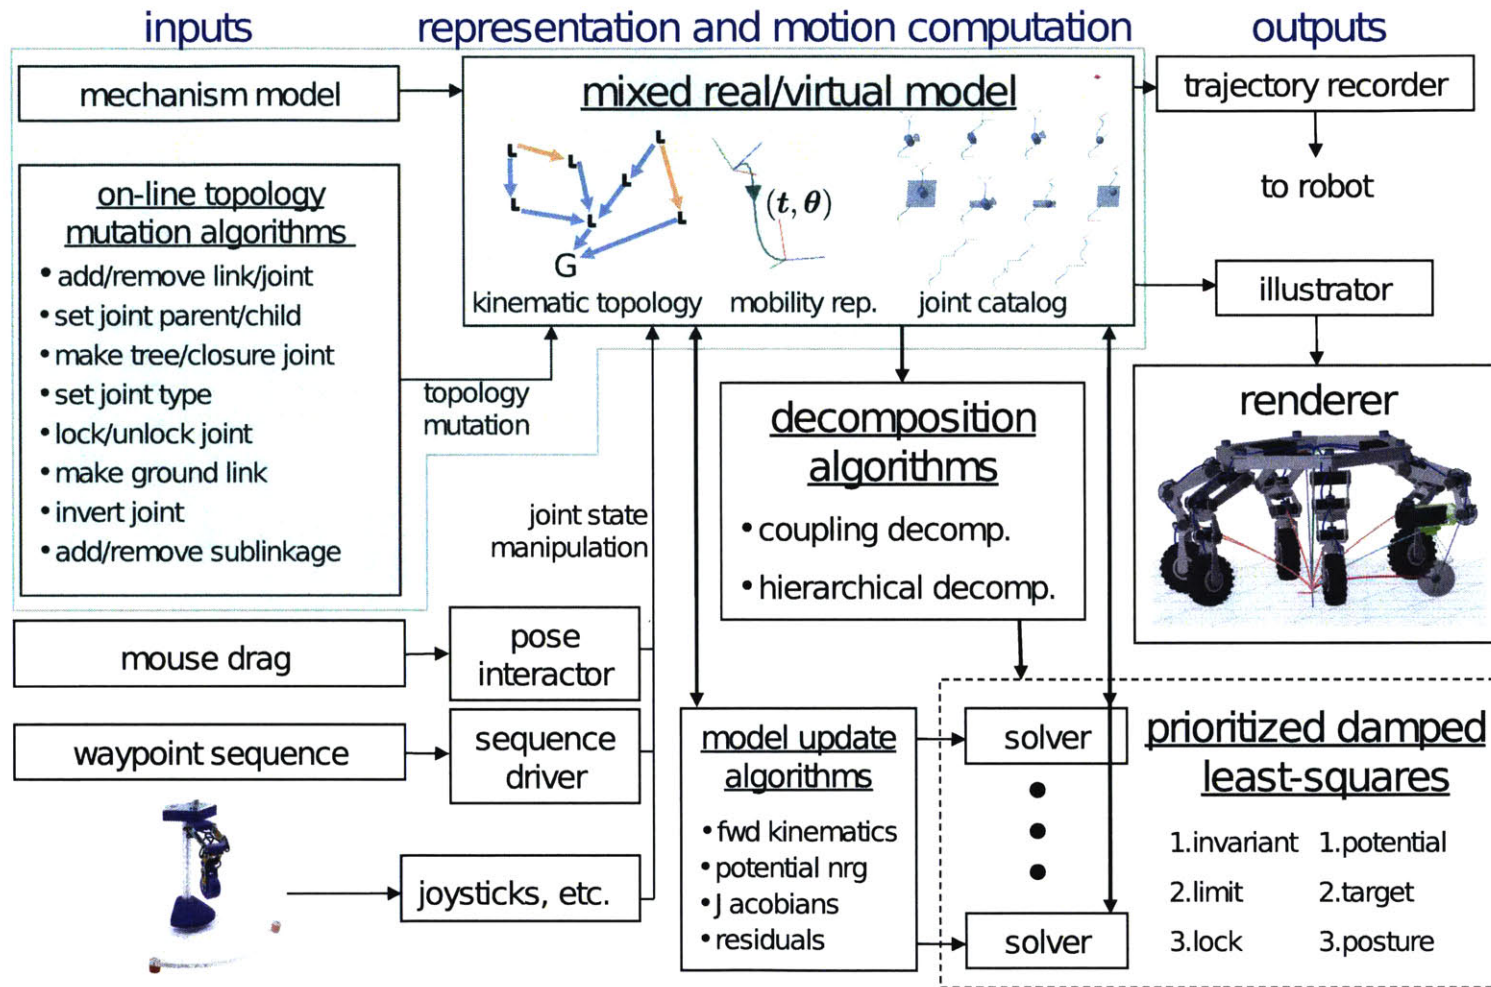 inputs
representation and motion computation
outputs
mechanism model
mixed real/virtual model
L
L
L
L
L
L
L
G
(t, θ)
kinematic topology
mobility rep.
joint catalog
trajectory recorder
to robot
illustrator
renderer
on-line topology
mutation algorithms
• add/remove link/joint
• set joint parent/child
• make tree/closure joint
• set joint type
• lock/unlock joint
• make ground link
• invert joint
• add/remove sublinkage
topology
mutation
joint state
manipulation
decomposition
algorithms
• coupling decomp.
• hierarchical decomp.
mouse drag
pose
interactor
waypoint sequence
sequence
driver
joysticks, etc.
model update
algorithms
• fwd kinematics
• potential nrg
• Jacobians
• residuals
solver
solver
prioritized damped
least-squares
1.invariant
2.limit
3.lock
1.potential
2.target
3.posture